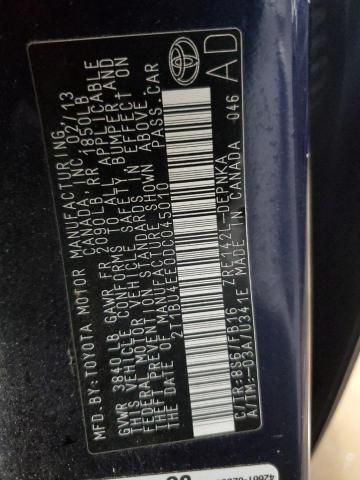 MFD BY: TOYOTA MOTOR MANUFACTURING
CANADA, INC. 02/13
GVWR 3840 LB GAWR FR 2090 LB RR 1850 LB
THIS VEHICLE CONFORMS TO ALL APPLICABLE
FEDERAL MOTOR VEHICLE SAFETY, BUMPER AND
THEFT PREVENTION STANDARDS IN EFFECT ON
THE DATE OF MANUFACTURE SHOWN ABOVE.
2T1BU4EE0DC045010 PASS. CAR
C/TR: 8S6/FB16 ZRE142L-DEPNKA
A/TM: -03A/U341E MADE IN CANADA 046
AD